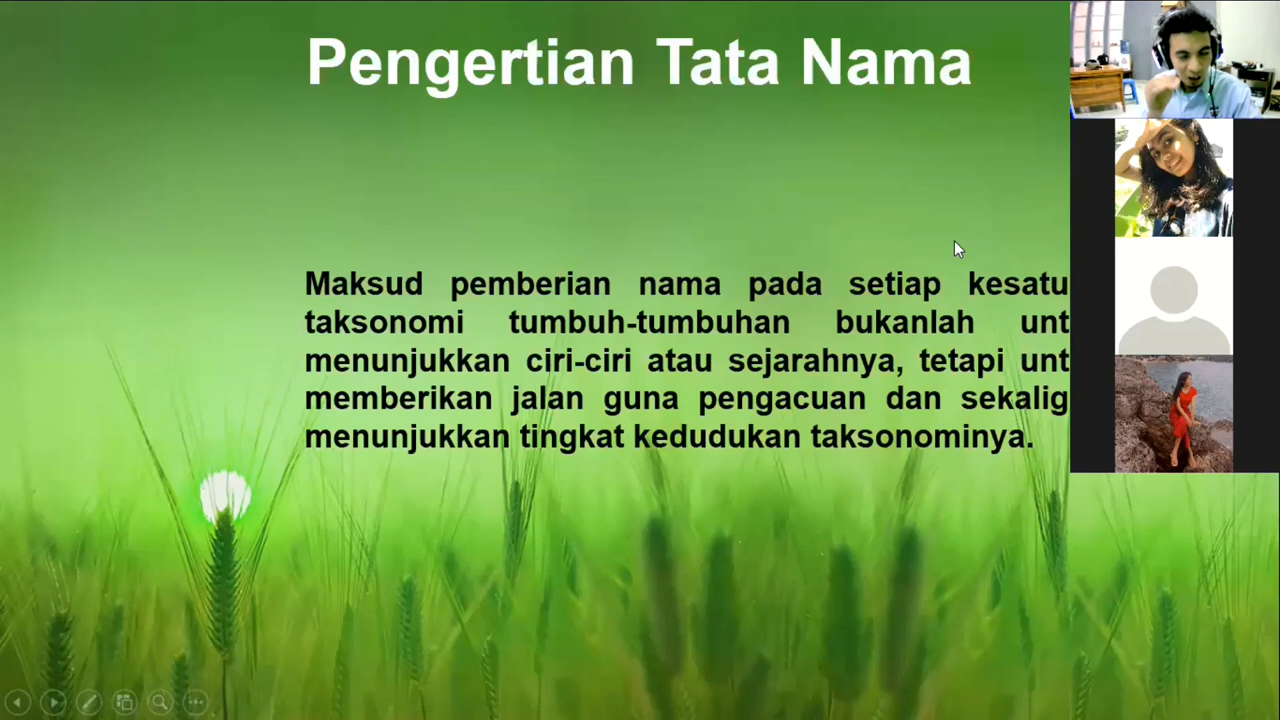 Pengertian Tata Nama
Maksud pemberian nama pada setiap kesatu
taksonomi tumbuh-tumbuhan bukanlah unt
menunjukkan ciri-ciri atau sejarahnya, tetapi unt
memberikan jalan guna pengacuan dan sekalig
menunjukkan tingkat kedudukan taksonominya.